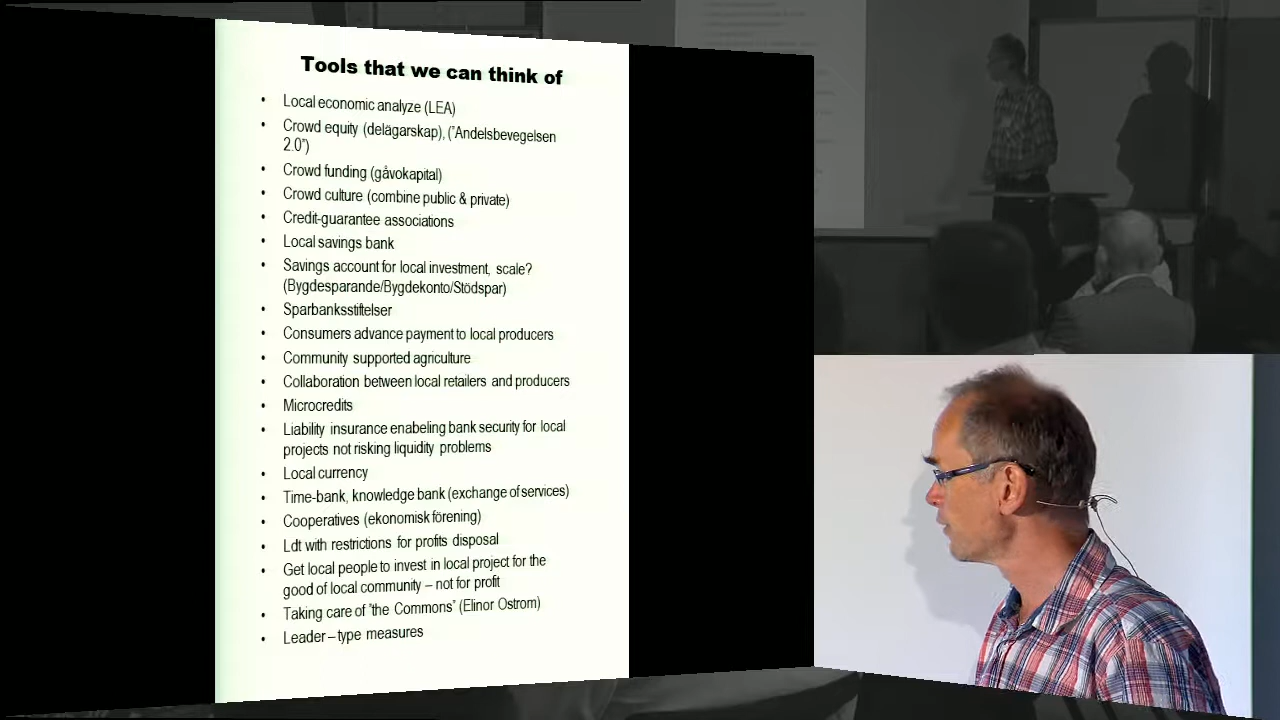 Tools that we can think of
• Local economic analyze (LEA)
• Crowd equity (delägarskap), ("Andelsbevegelsen
2.0")
• Crowd funding (gåvokapital)
• Crowd culture (combine public & private)
• Credit-guarantee associations
• Local savings bank
• Savings account for local investment, scale?
(Bygdesparande/Bygdekonto/Stödspar)
• Sparbanksstiftelser
• Consumers advance payment to local producers
• Community supported agriculture
• Collaboration between local retailers and producers
• Microcredits
• Liability insurance enabeling bank security for local
projects not risking liquidity problems
• Local currency
• Time-bank, knowledge bank (exchange of services)
• Cooperatives (ekonomisk förening)
• Ldt with restrictions for profits disposal
• Get local people to invest in local project for the
good of local community – not for profit
• Taking care of "the Commons" (Elinor Ostrom)
• Leader – type measures